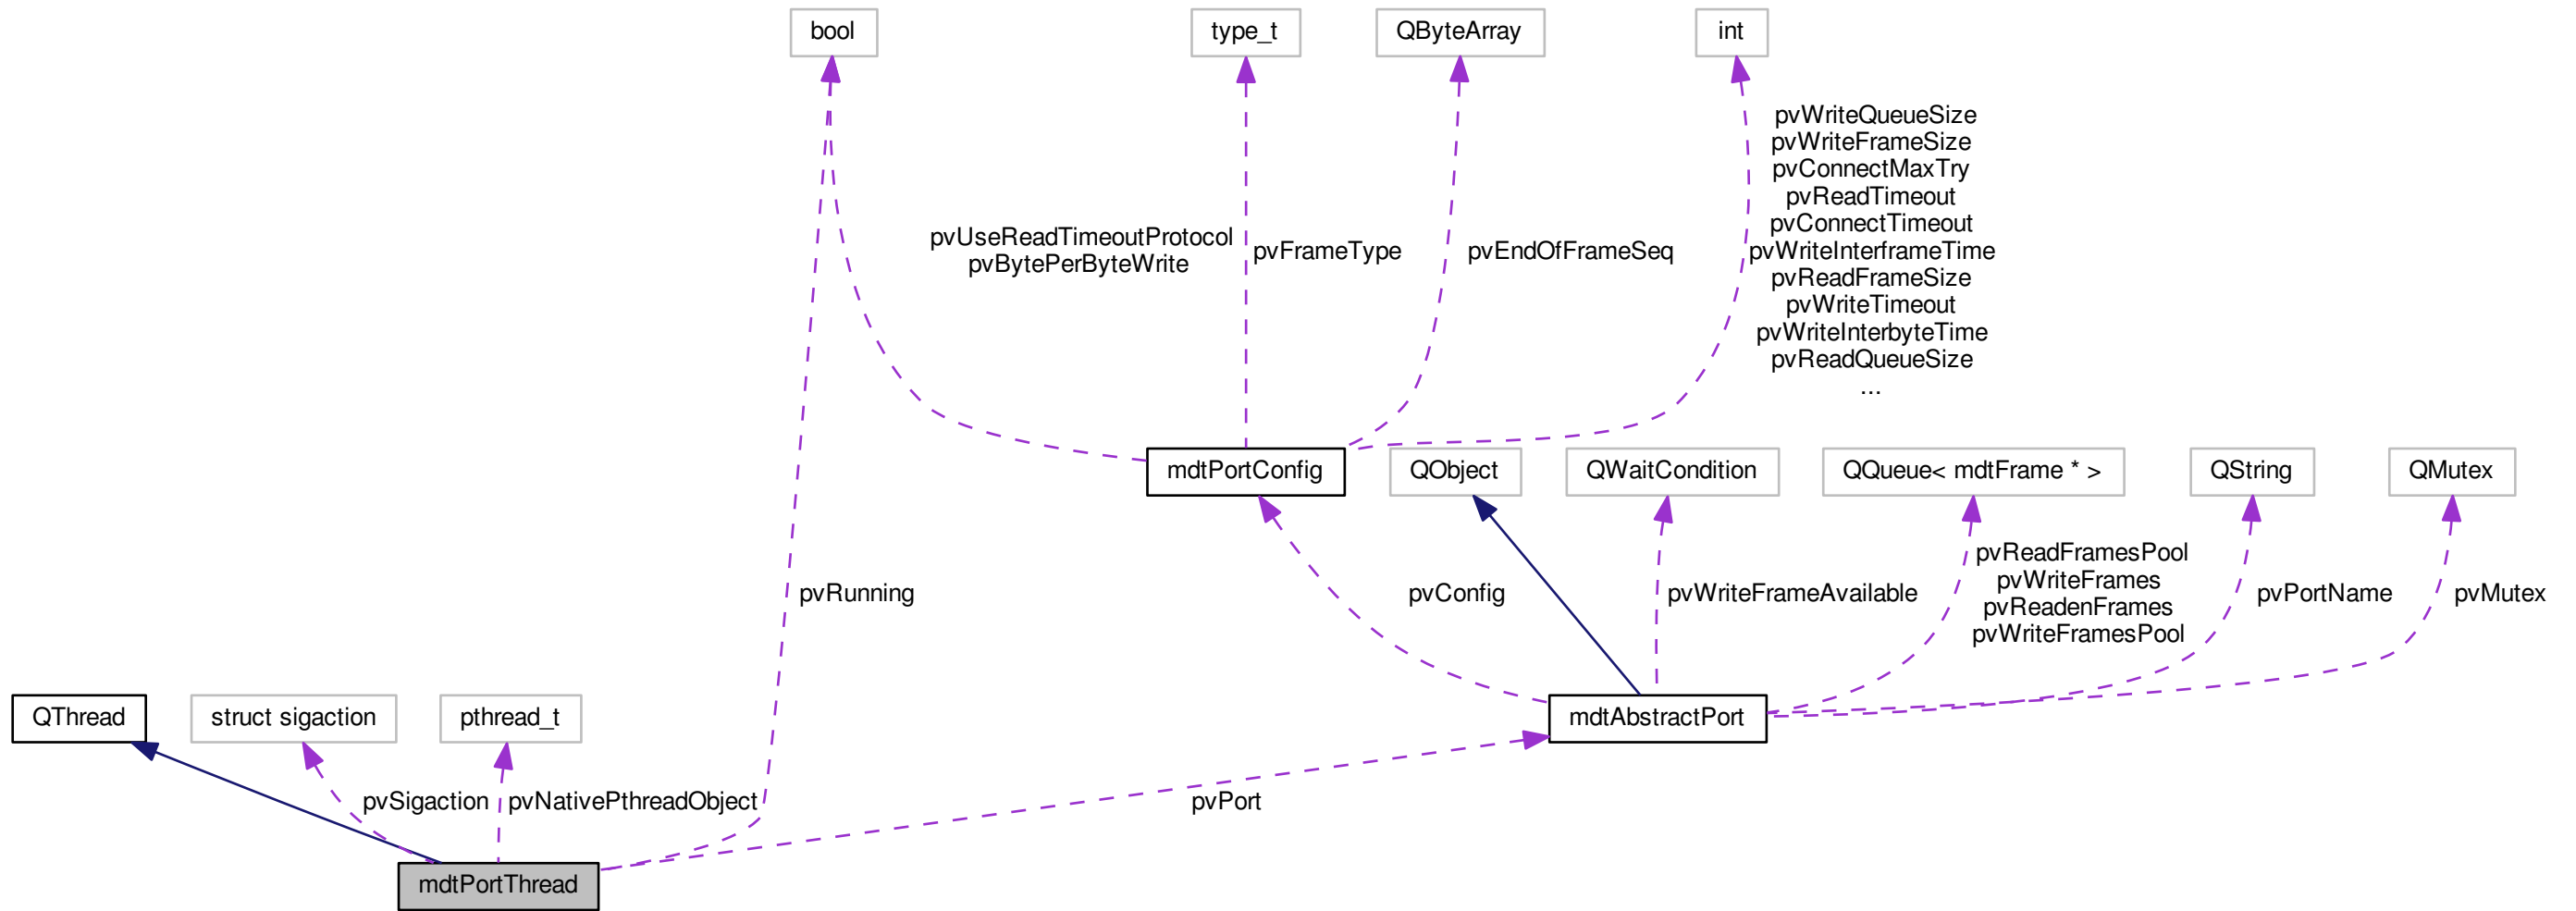 bool
type_t
QByteArray
int
pvWriteQueueSize
pvWriteFrameSize
pvConnectMaxTry
pvReadTimeout
pvConnectTimeout
pvWriteInterframeTime
pvReadFrameSize
pvWriteTimeout
pvWriteInterbyteTime
pvReadQueueSize
...
pvUseReadTimeoutProtocol
pvBytePerByteWrite
pvFrameType
pvEndOfFrameSeq
mdtPortConfig
QObject
QWaitCondition
QQueue< mdtFrame * >
QString
QMutex
pvRunning
pvConfig
pvWriteFrameAvailable
pvReadFramesPool
pvWriteFrames
pvReadenFrames
pvWriteFramesPool
pvPortName
pvMutex
QThread
struct sigaction
pthread_t
mdtAbstractPort
pvSigaction
pvNativePthreadObject
pvPort
mdtPortThread